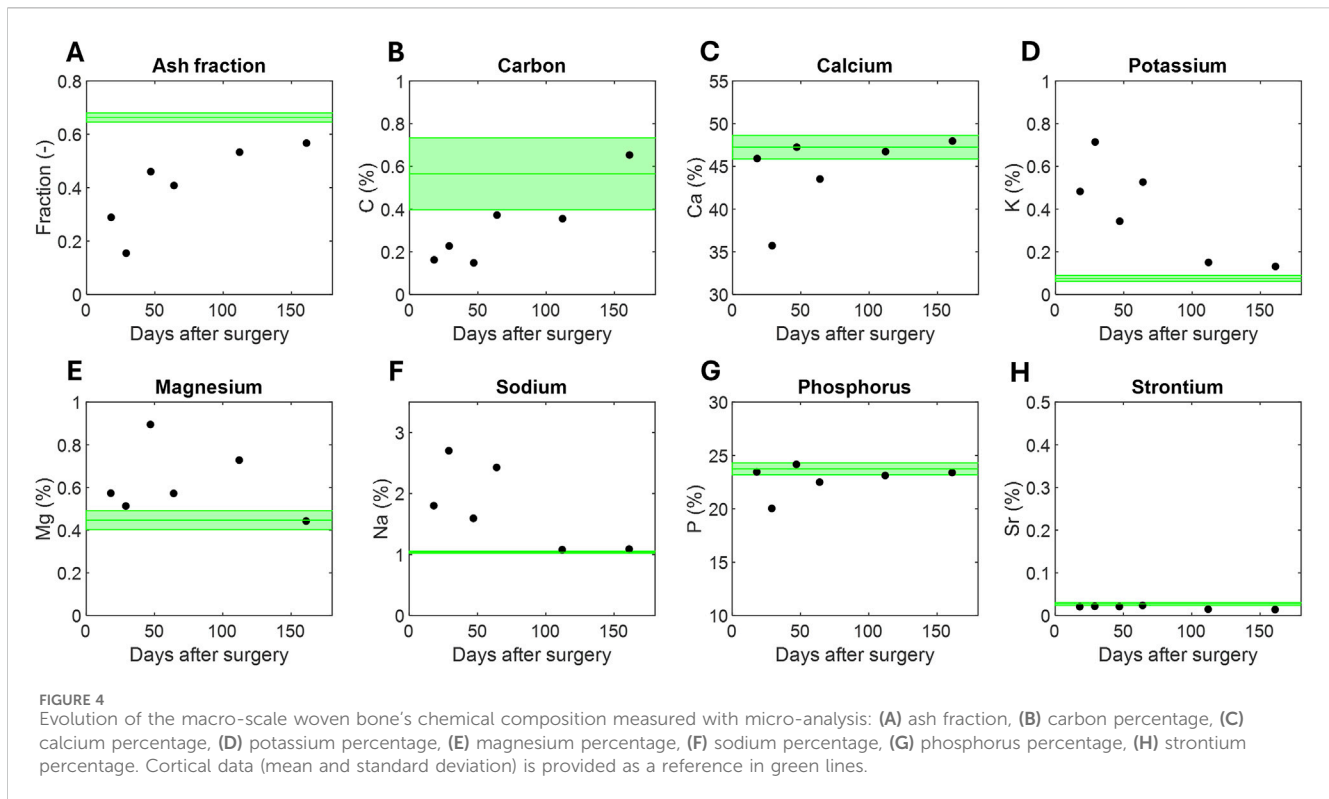 A
Ash fraction
Fraction (-)
0.8
0.6
0.4
0.2
0
0 50 100 150
Days after surgery
B
Carbon
C (%)
1
0.8
0.6
0.4
0.2
0
0 50 100 150
Days after surgery
C
Calcium
Ca (%)
55
50
45
40
35
30
0 50 100 150
Days after surgery
D
Potassium
K (%)
1
0.8
0.6
0.4
0.2
0
0 50 100 150
Days after surgery
E
Magnesium
Mg (%)
1
0.8
0.6
0.4
0.2
0
0 50 100 150
Days after surgery
F
Sodium
Na (%)
3
2
1
0
0 50 100 150
Days after surgery
G
Phosphorus
P (%)
30
25
20
15
10
0 50 100 150
Days after surgery
H
Strontium
Sr (%)
0.5
0.4
0.3
0.2
0.1
0
0 50 100 150
Days after surgery
FIGURE 4
Evolution of the macro-scale woven bone's chemical composition measured with micro-analysis: (A) ash fraction, (B) carbon percentage, (C)
calcium percentage, (D) potassium percentage, (E) magnesium percentage, (F) sodium percentage, (G) phosphorus percentage, (H) strontium
percentage. Cortical data (mean and standard deviation) is provided as a reference in green lines.